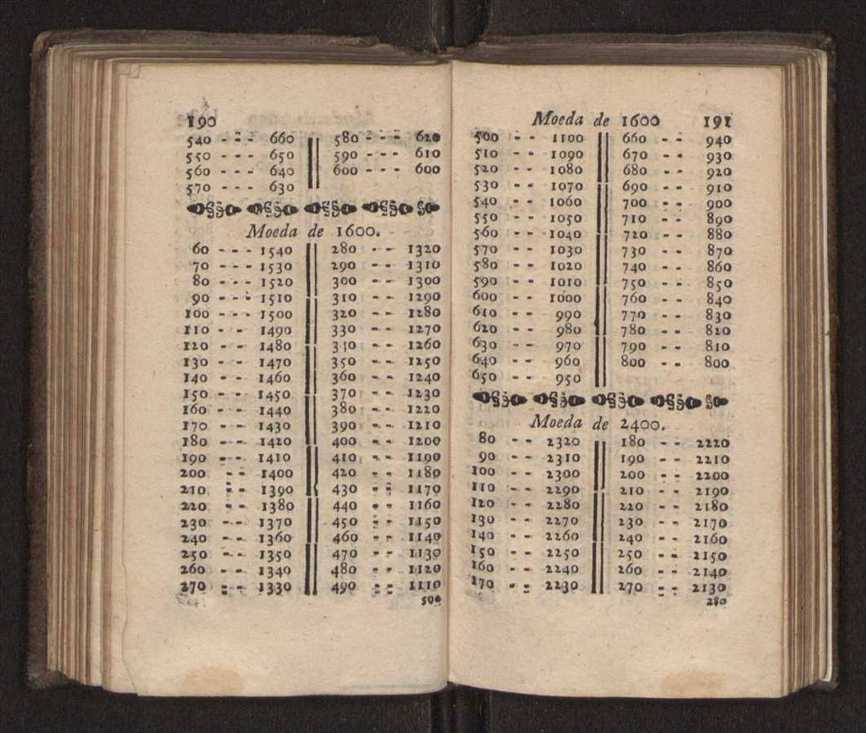 190
540 - - - 660 || 580 - - - 620
550 - - - 650 || 590 - - - 610
560 - - - 640 || 600 - - - 600
570 - - - 630
Moeda de 1600.
60 - - - 1540 || 280 - - - 1320
70 - - - 1530 || 290 - - - 1310
80 - - - 1520 || 300 - - 1300
90 - - - 1510 || 310 - - 1290
100 - - - 1500 || 320 - - 1280
110 - - 1490 || 330 - - 1270
120 - - 1480 || 340 - - 1260
130 - - 1470 || 350 - - 1250
140 - - 1460 || 360 - - 1240
150 - - 1450 || 370 - - 1230
160 - - 1440 || 380 - - 1220
170 - - 1430 || 390 - - 1210
180 - - 1420 || 400 - - 1200
190 - - 1410 || 410 - - 1190
200 - - 1400 || 420 - - 1180
210 - - 1390 || 430 - - 1170
220 - - 1380 || 440 - - 1160
230 - - 1370 || 450 - - 1150
240 - - 1360 || 460 - - 1140
250 - - 1350 || 470 - - 1130
260 - - 1340 || 480 - - 1120
270 - - 1330 || 490 - - 1110
500
Moeda de 1600 191
500 - - 1100 || 660 - - 940
510 - - 1090 || 670 - - 930
520 - - 1080 || 680 - - 920
530 - - 1070 || 690 - - 910
540 - - 1060 || 700 - - 900
550 - - 1050 || 710 - - 890
560 - - 1040 || 720 - - 880
570 - - 1030 || 730 - - 870
580 - - 1020 || 740 - - 860
590 - - 1010 || 750 - - 850
600 - - 1000 || 760 - - 840
610 - - 990 || 770 - - 830
620 - - 980 || 780 - - 820
630 - - 970 || 790 - - 810
640 - - 960 || 800 - - 800
650 - - 950
Moeda de 2400.
80 - - 2320 || 180 - - 2220
90 - - 2310 || 190 - - 2210
100 - - 2300 || 200 - - 2200
110 - - 2290 || 210 - - 2190
120 - - 2280 || 220 - - 2180
130 - - 2270 || 230 - - 2170
140 - - 2260 || 240 - - 2160
150 - - 2250 || 250 - - 2150
160 - - 2240 || 260 - - 2140
170 - - 2230 || 270 - - 2130
280